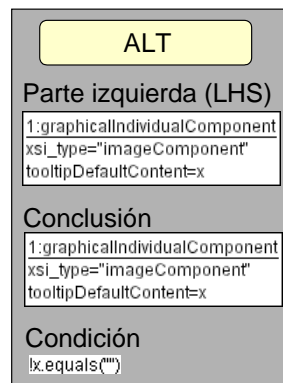 ALT
Parte izquierda (LHS)
1:graphicalIndividualComponent
xsi_type="imageComponent"
tooltipDefaultContent=x
Conclusión
1:graphicalIndividualComponent
xsi_type="imageComponent"
tooltipDefaultContent=x
Condición
!x.equals("")